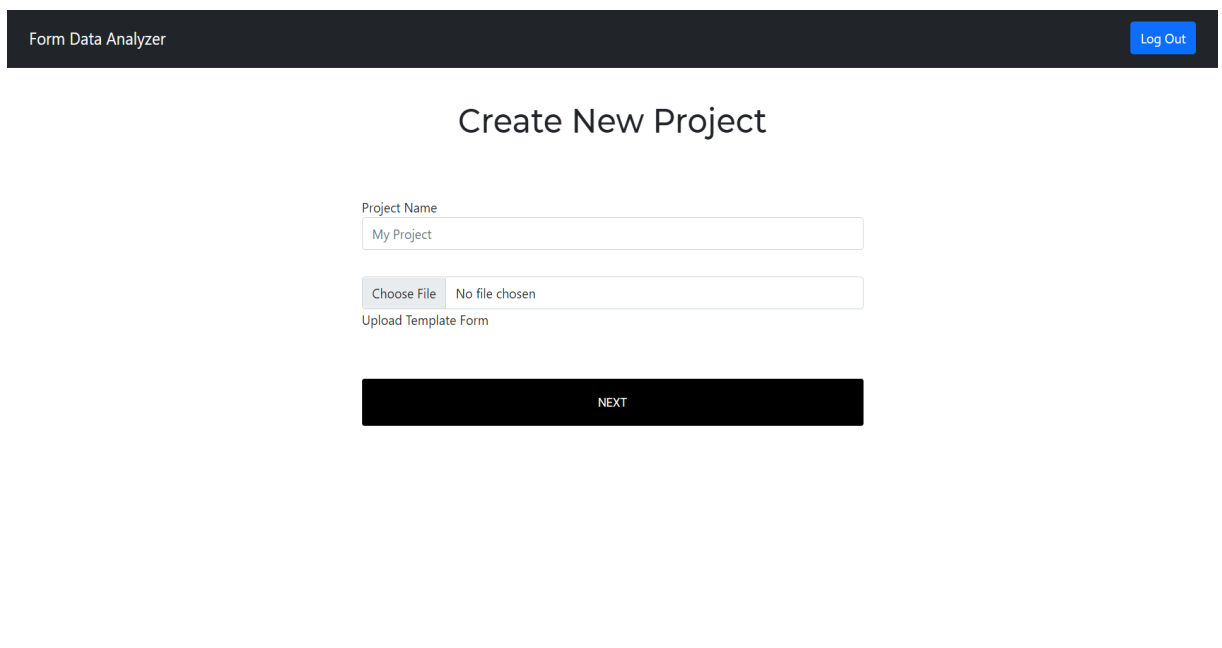 Form Data Analyzer Log Out
Create New Project
Project Name
My Project
Choose File No file chosen
Upload Template Form
NEXT